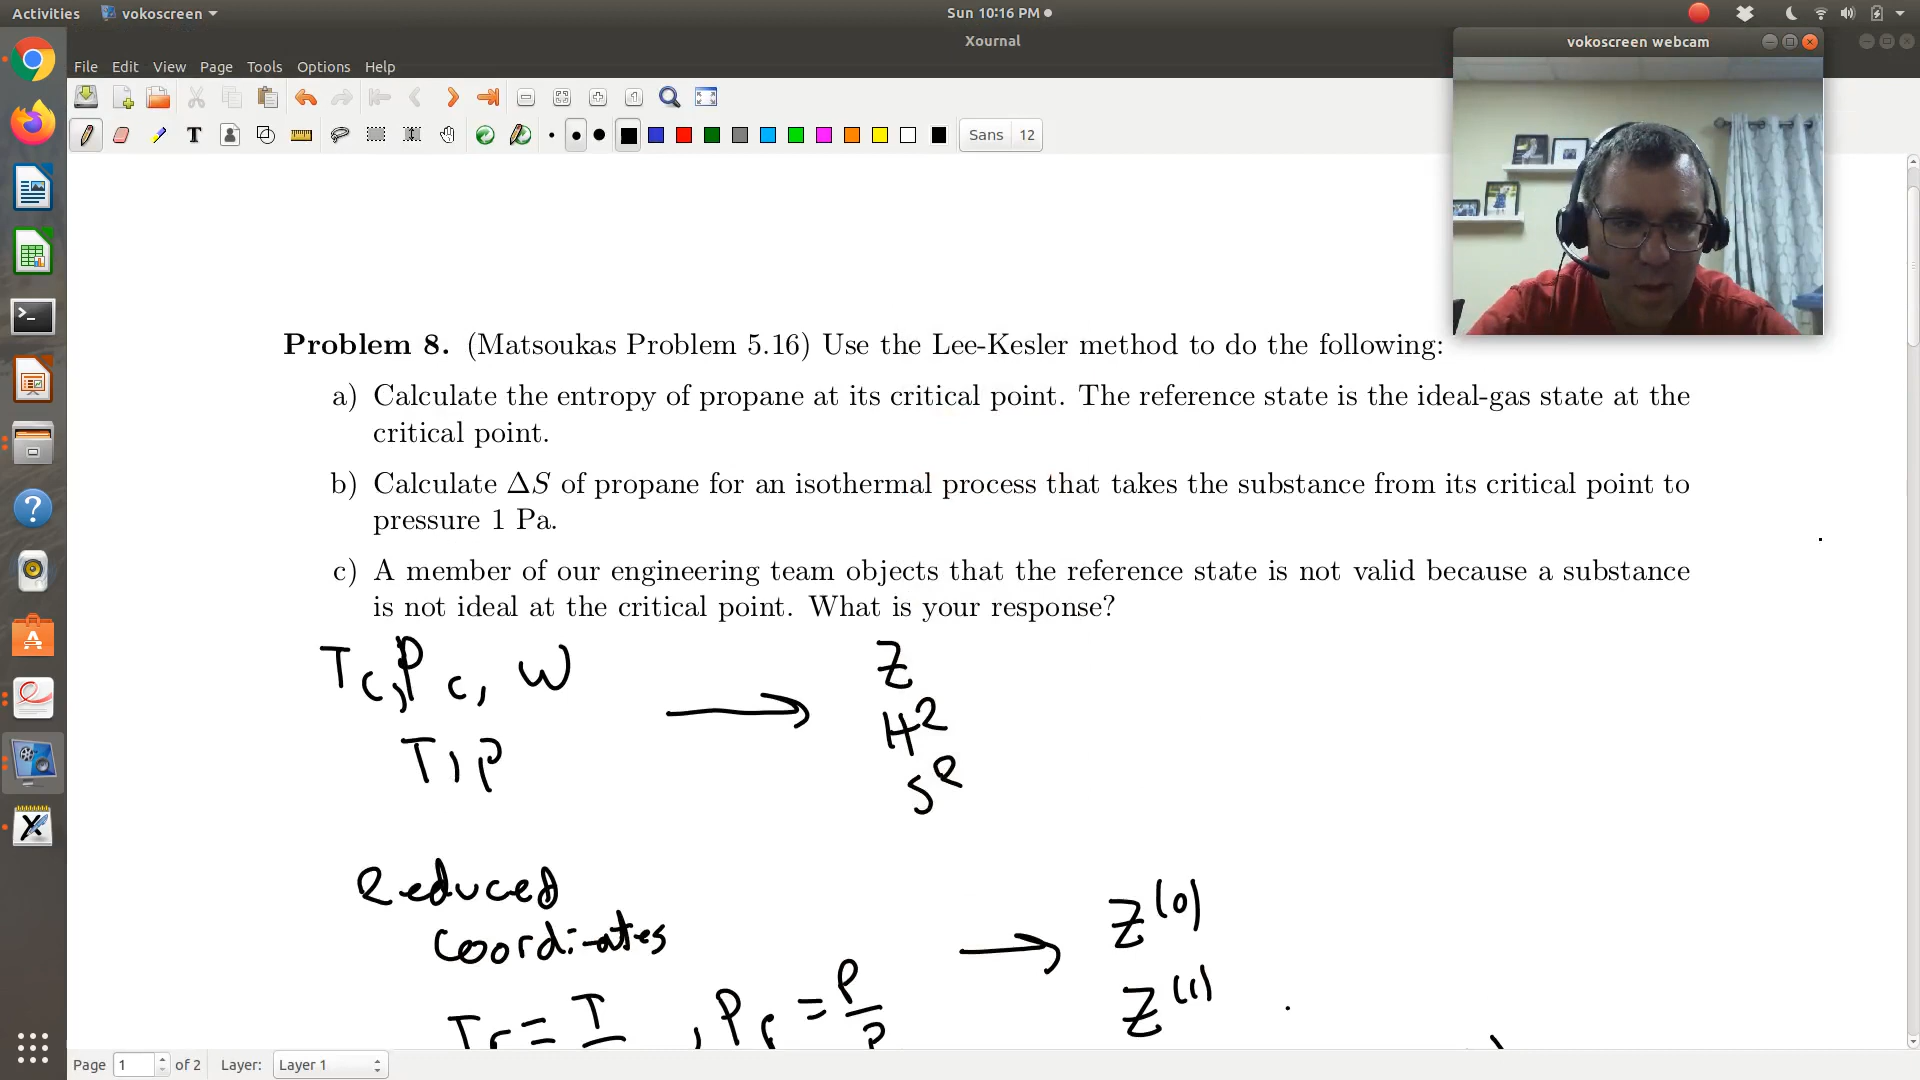 Activities vokoscreen Sun 10:16 PM
Xournal
vokoscreen webcam
File Edit View Page Tools Options Help
Sans 12
Problem 8. (Matsoukas Problem 5.16) Use the Lee-Kesler method to do the following:
a) Calculate the entropy of propane at its critical point. The reference state is the ideal-gas state at the
critical point.
b) Calculate ΔS of propane for an isothermal process that takes the substance from its critical point to
pressure 1 Pa.
c) A member of our engineering team objects that the reference state is not valid because a substance
is not ideal at the critical point. What is your response?
Tc, Pc, ω → Z
H^R
T, P
S^R
Reduced
coordinates → Z^(0)
Z^(1)
Tr = T , Pr = P
Page 1 of 2 Layer: Layer 1